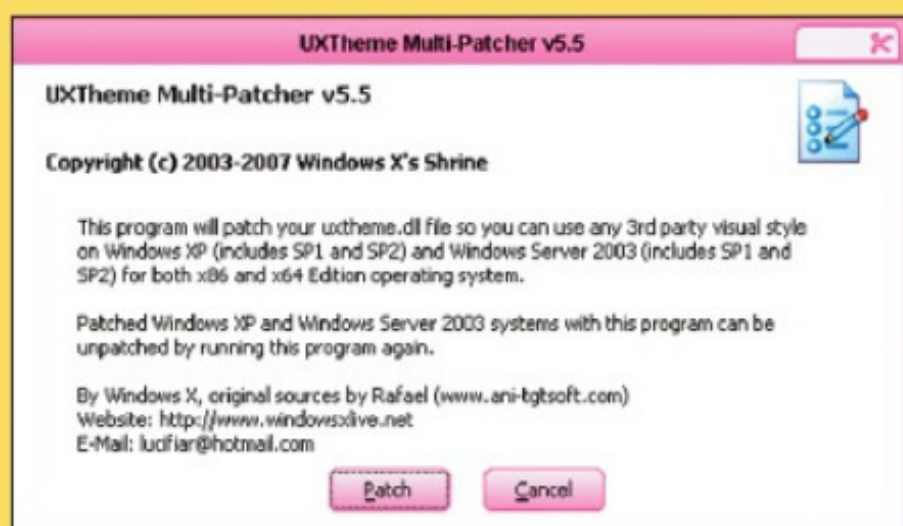 UXTheme Multi-Patcher v5.5
UXTheme Multi-Patcher v5.5
Copyright (c) 2003-2007 Windows X's Shrine
This program will patch your uxtheme.dll file so you can use any 3rd party visual style
on Windows XP (includes SP1 and SP2) and Windows Server 2003 (includes SP1 and
SP2) for both x86 and x64 Edition operating system.
Patched Windows XP and Windows Server 2003 systems with this program can be
unpatched by running this program again.
By Windows X, original sources by Rafael (www.ani-tgtsoft.com)
Website: http://www.windowsxlive.net
E-Mail: lucifiar@hotmail.com
Patch Cancel